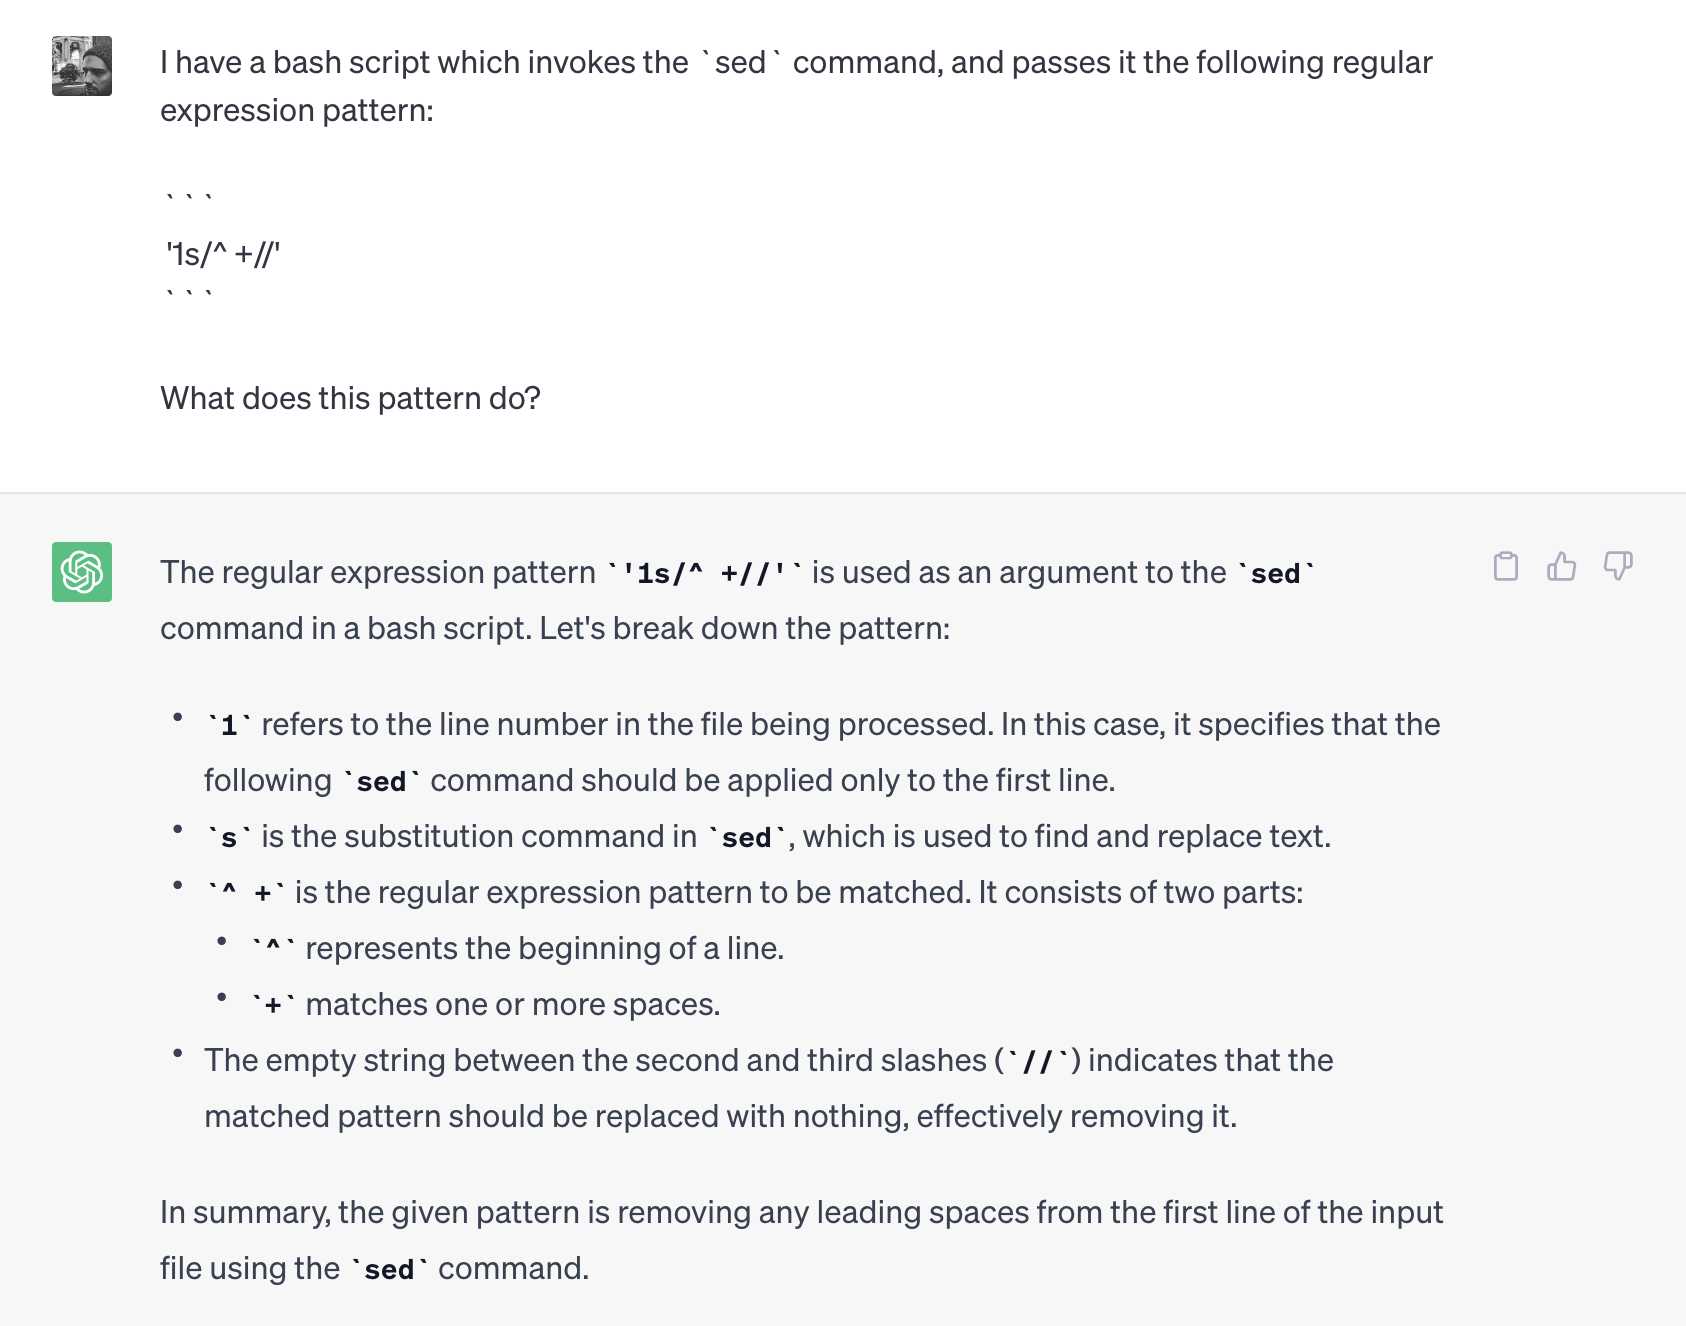 I have a bash script which invokes the `sed` command, and passes it the following regular
expression pattern:
```
'1s/^ +//'
```
What does this pattern do?
The regular expression pattern `'1s/^ +//'` is used as an argument to the `sed`
command in a bash script. Let's break down the pattern:
• `1` refers to the line number in the file being processed. In this case, it specifies that the
following `sed` command should be applied only to the first line.
• `s` is the substitution command in `sed`, which is used to find and replace text.
• `^ +` is the regular expression pattern to be matched. It consists of two parts:
• `^` represents the beginning of a line.
• `+` matches one or more spaces.
• The empty string between the second and third slashes (`//`) indicates that the
matched pattern should be replaced with nothing, effectively removing it.
In summary, the given pattern is removing any leading spaces from the first line of the input
file using the `sed` command.